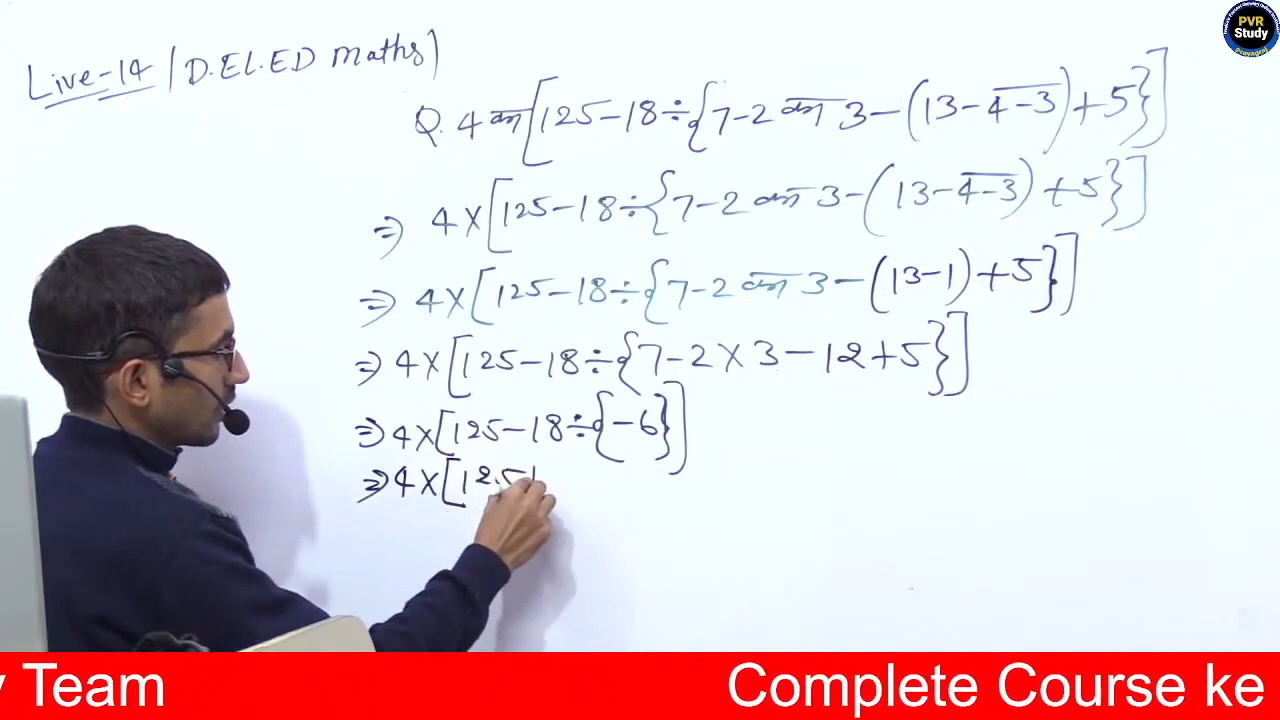 Live-14 / D.EL.ED Maths)
Q. 4 का [125-18÷{7-2 का 3-(13-4̅-̅3̅)+5}]
⇒ 4×[125-18÷{7-2 का 3-(13-4̅-̅3̅)+5}]
⇒ 4×[125-18÷{7-2 का 3-(13-1)+5}]
⇒ 4×[125-18÷{7-2×3-12+5}]
⇒ 4×[125-18÷{-6}]
⇒ 4×[125
PVR
Study
Prayagraj
Team Complete Course ke